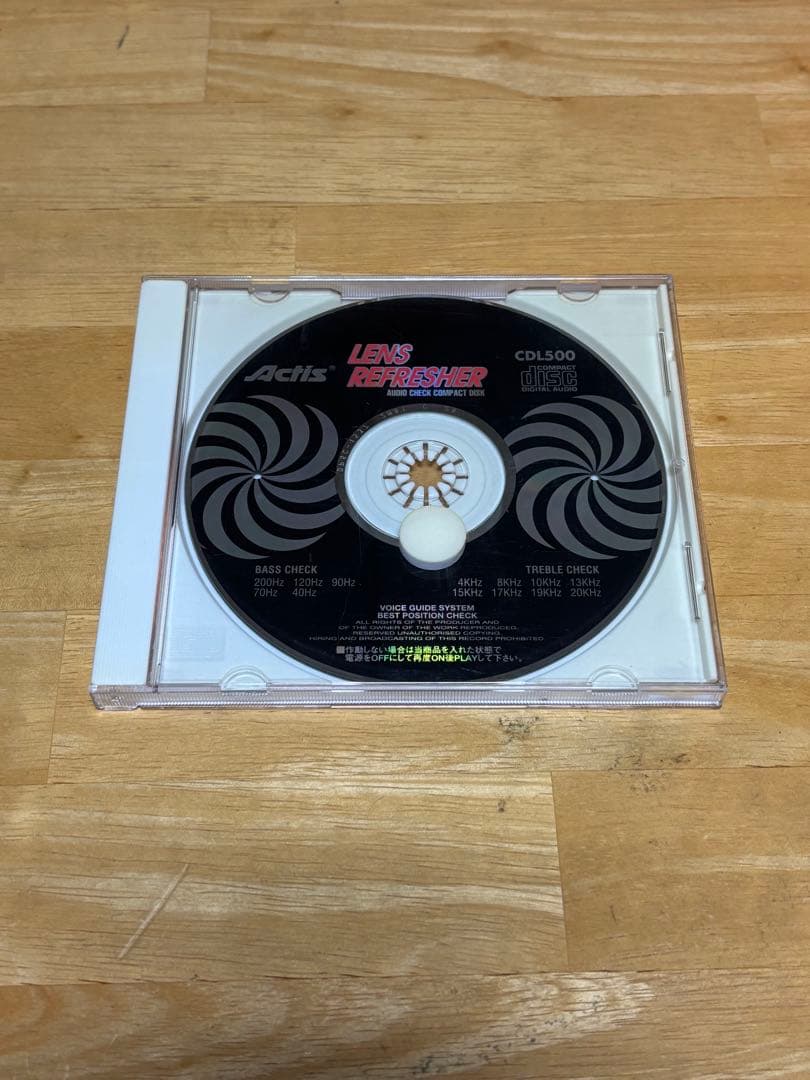 Actis®
LENS
REFRESHER
AUDIO CHECK COMPACT DISK
CDL500
COMPACT
disc
DIGITAL AUDIO
BASS CHECK
200Hz 120Hz 90Hz
70Hz 40Hz
TREBLE CHECK
4KHz 8KHz 10KHz 13KHz
15KHz 17KHz 19KHz 20KHz
VOICE GUIDE SYSTEM
BEST POSITION CHECK
ALL RIGHTS OF THE PRODUCER AND
OF THE OWNER OF THE WORK REPRODUCED.
RESERVED UNAUTHORISED COPYING.
HIRING AND BROADCASTING OF THIS RECORD PROHIBITED
■作動しない場合は当商品を入れた状態で
電源をOFFにして再度ON後PLAYして下さい。